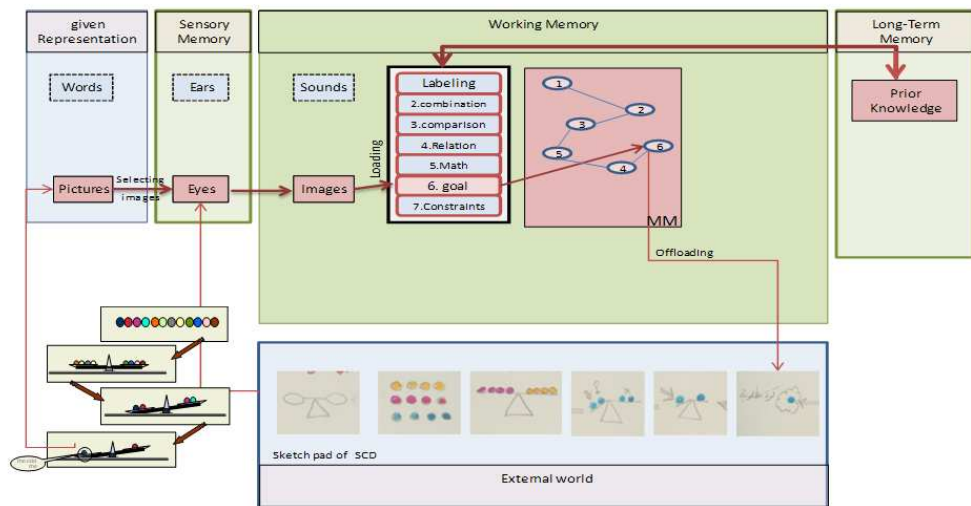 given
Representation
Sensory
Memory
Working Memory
Long-Term
Memory
Words
Ears
Sounds
Labeling
2.combination
3.comparison
4.Relation
5.Math
6. goal
7.Constraints
Loading
1
2
3
5
4
6
MM
Prior
Knowledge
Pictures
Selecting
images
Eyes
Images
Offloading
Sketch pad of SCD
External world